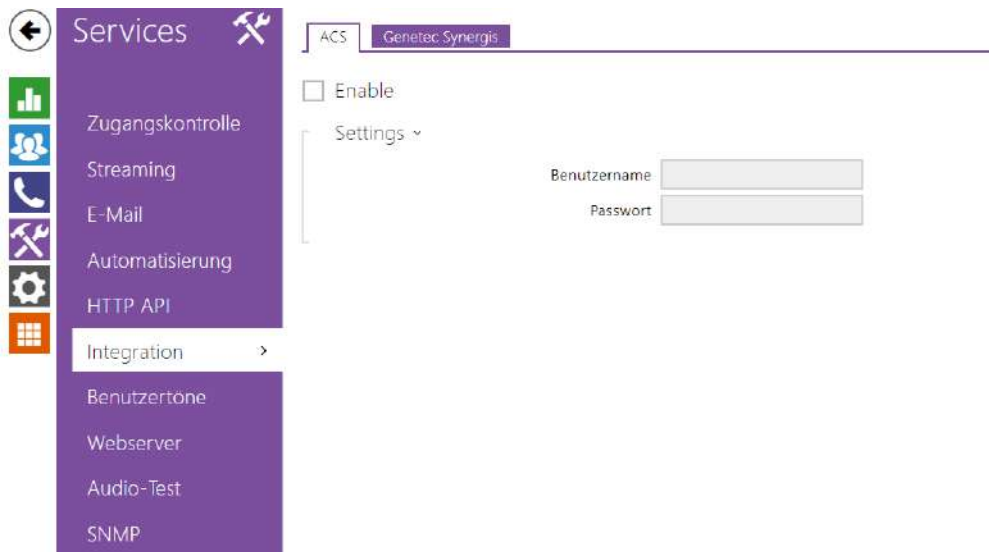 Services
Zugangskontrolle
Streaming
E-Mail
Automatisierung
HTTP API
Integration
Benutzertöne
Webserver
Audio-Test
SNMP
ACS
Genetec Synergis
Enable
Settings
Benutzername
Passwort